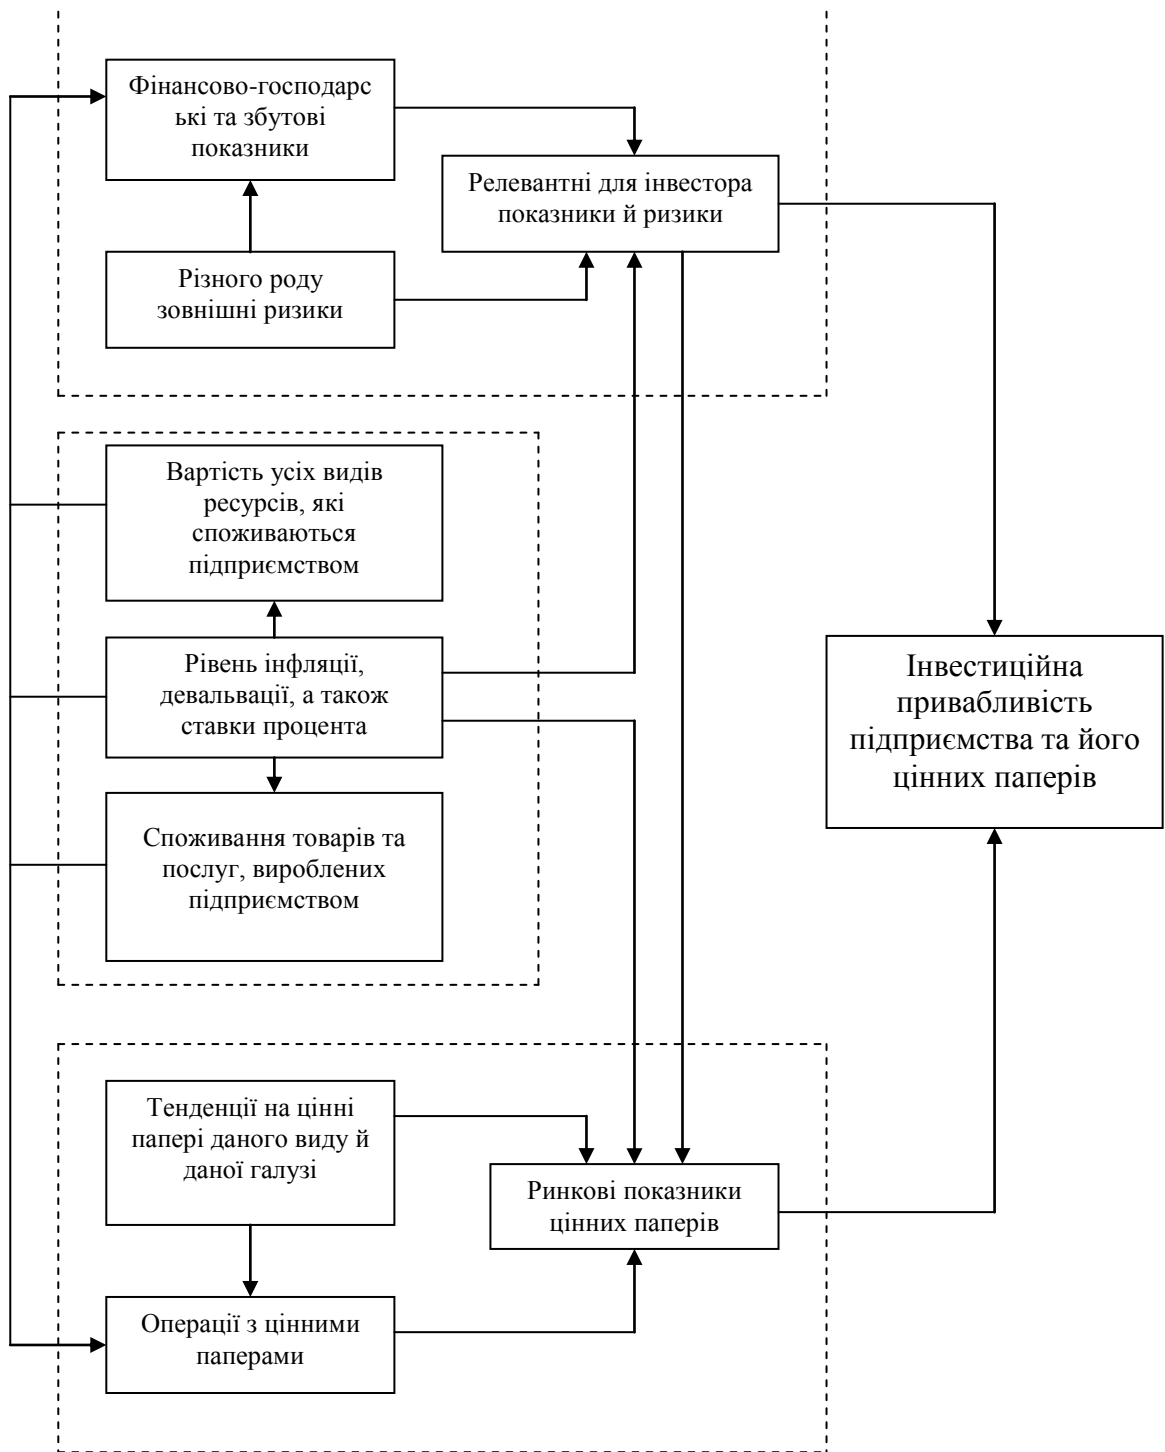 Фінансово-господарс
ькі та збутові
показники
Релевантні для інвестора
показники й ризики
Різного роду
зовнішні ризики
Вартість усіх видів
ресурсів, які
споживаються
підприємством
Рівень інфляції,
девальвації, а також
ставки процента
Інвестиційна
привабливість
підприємства та його
цінних паперів
Споживання товарів та
послуг, вироблених
підприємством
Тенденції на цінні
папері даного виду й
даної галузі
Ринкові показники
цінних паперів
Операції з цінними
паперами